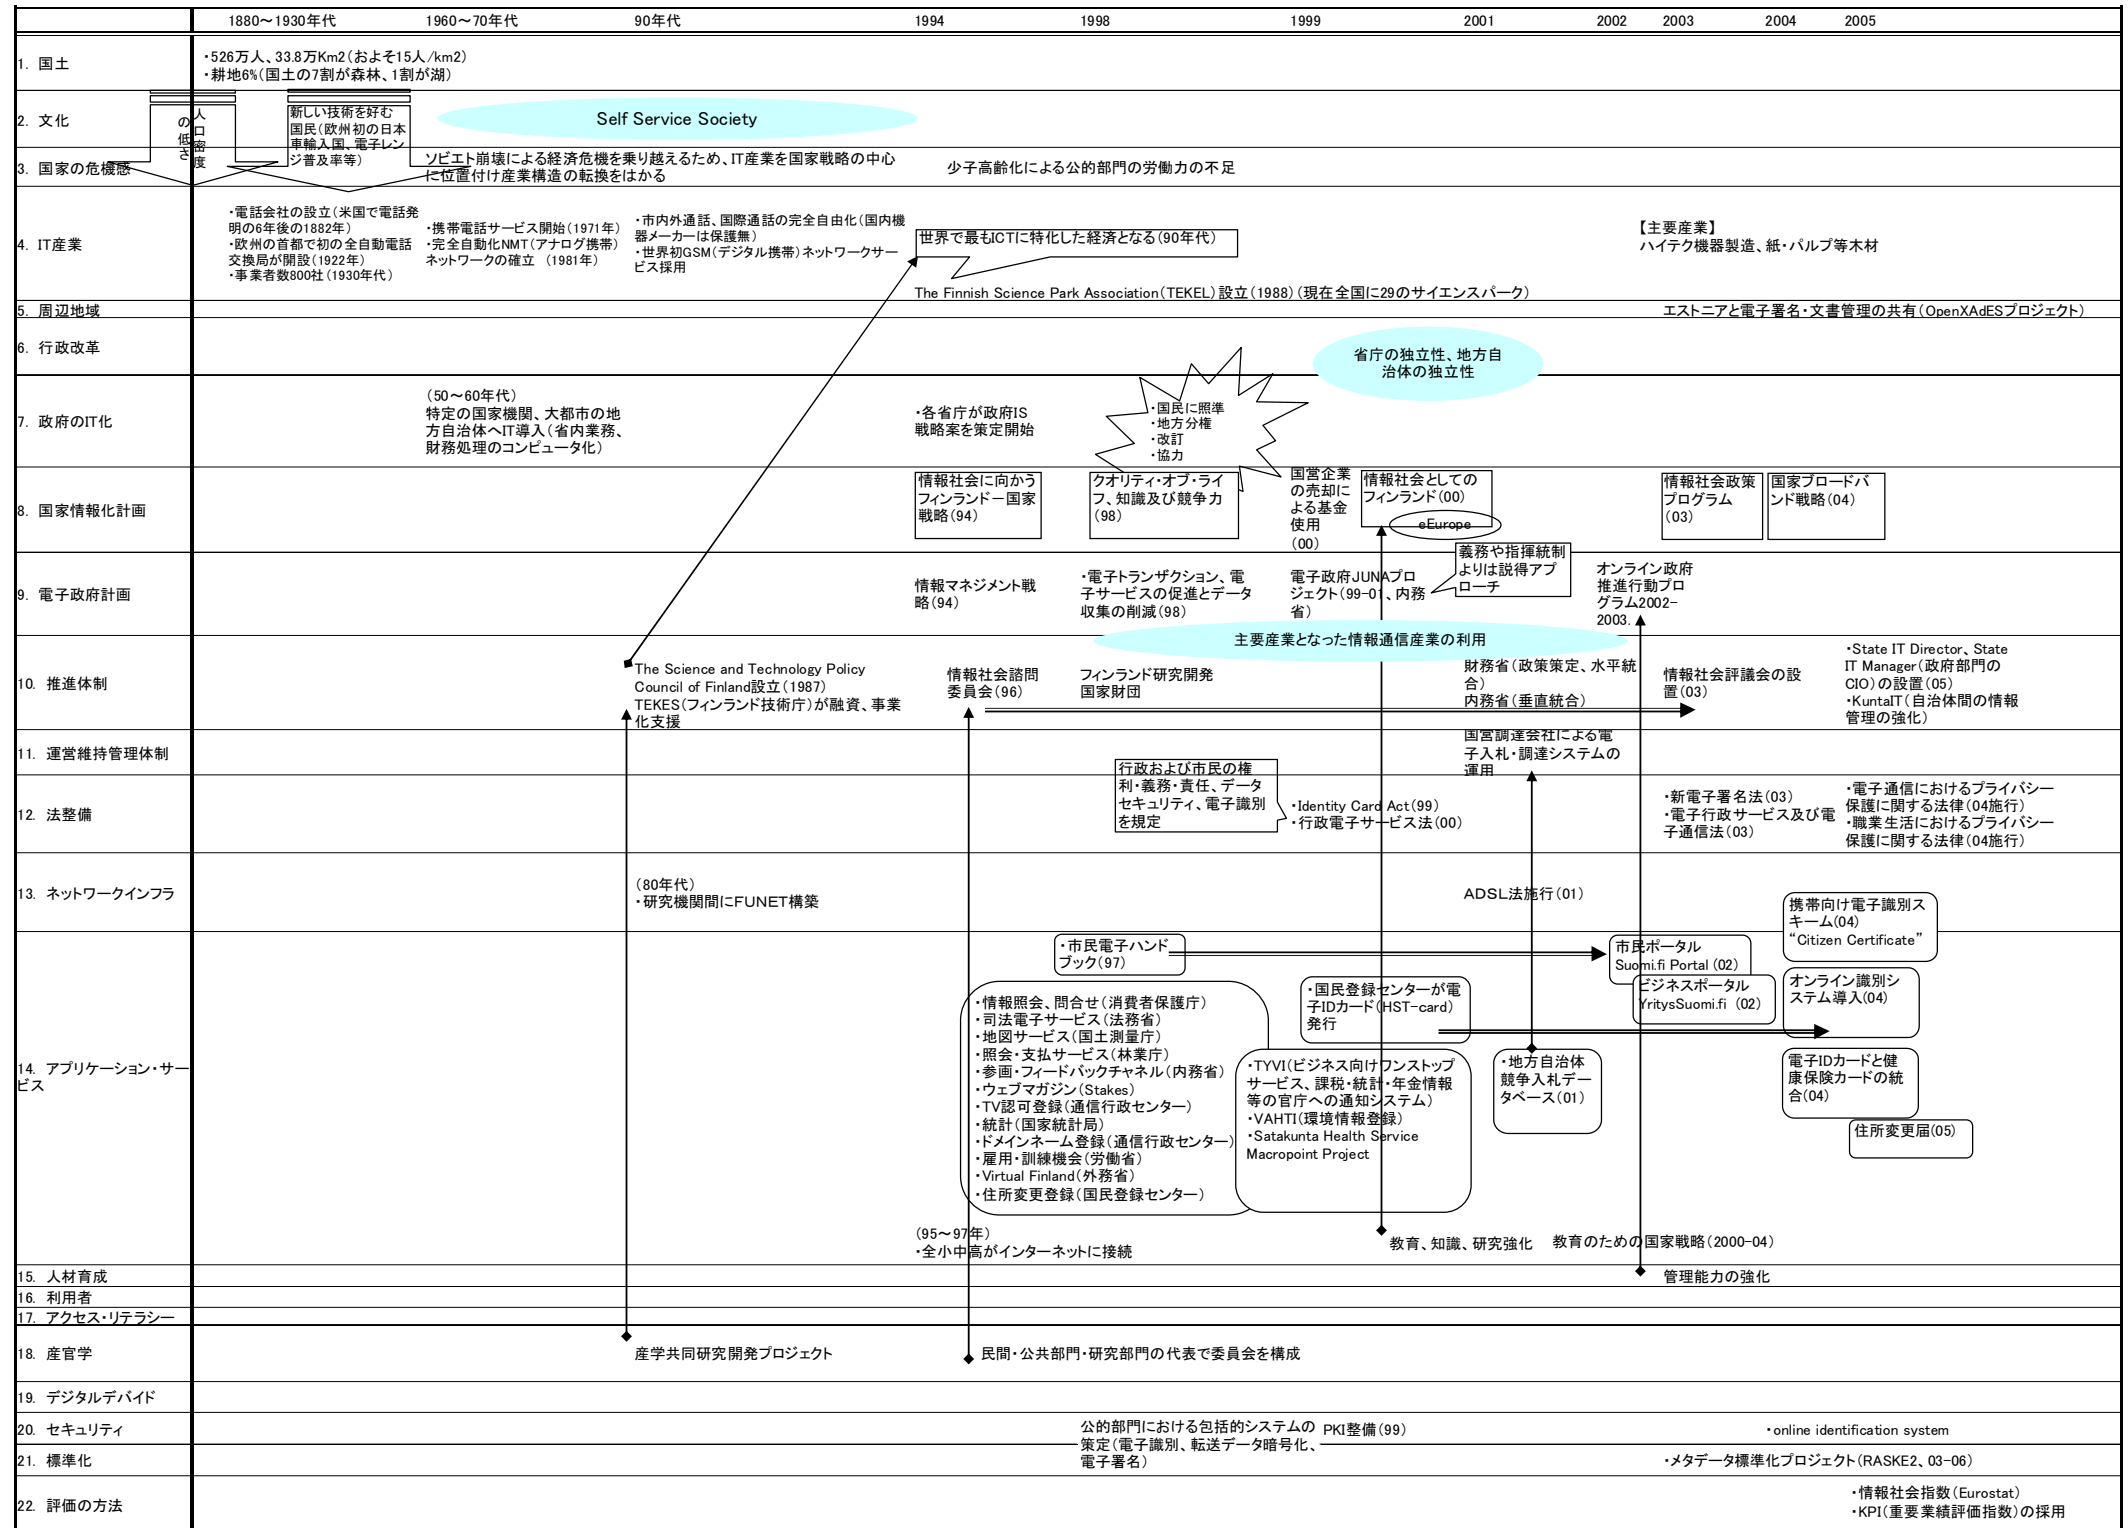 1880～1930年代
1960～70年代
90年代
1994
1998
1999
2001
2002
2003
2004
2005
1. 国土
・526万人、33.8万Km2(およそ15人/km2)
・耕地6%(国土の7割が森林、1割が湖)
2. 文化
人口密度
の低さ
新しい技術を好む
国民(欧州初の日本
車輸入国、電子レン
ジ普及率等)
Self Service Society
3. 国家の危機感
ソビエト崩壊による経済危機を乗り越えるため、IT産業を国家戦略の中心
に位置付け産業構造の転換をはかる
少子高齢化による公的部門の労働力の不足
4. IT産業
・電話会社の設立(米国で電話発
明の6年後の1882年)
・欧州の首都で初の全自動電話
交換局が開設(1922年)
・事業者数800社(1930年代)
・携帯電話サービス開始(1971年)
・完全自動化NMT(アナログ携帯)
ネットワークの確立 (1981年)
・市内外通話、国際通話の完全自由化(国内機
器メーカーは保護無)
・世界初GSM(デジタル携帯)ネットワークサー
ビス採用
世界で最もICTに特化した経済となる(90年代)
The Finnish Science Park Association(TEKEL)設立(1988)(現在全国に29のサイエンスパーク)
【主要産業】
ハイテク機器製造、紙・パルプ等木材
5. 周辺地域
エストニアと電子署名・文書管理の共有(OpenXAdESプロジェクト)
6. 行政改革
省庁の独立性、地方自
治体の独立性
7. 政府のIT化
(50～60年代)
特定の国家機関、大都市の地
方自治体へIT導入(省内業務、
財務処理のコンピュータ化)
・各省庁が政府IS
戦略案を策定開始
・国民に照準
・地方分権
・改訂
・協力
8. 国家情報化計画
情報社会に向かう
フィンランド－国家
戦略(94)
クオリティ・オブ・ライ
フ、知識及び競争力
(98)
国営企業
の売却に
よる基金
使用
(00)
情報社会としての
フィンランド(00)
eEurope
情報社会政策
プログラム
(03)
国家ブロードバ
ンド戦略(04)
9. 電子政府計画
情報マネジメント戦
略(94)
・電子トランザクション、電
子サービスの促進とデータ
収集の削減(98)
電子政府JUNAプロ
ジェクト(99-01、内務
省)
義務や指揮統制
よりは説得アプ
ローチ
オンライン政府
推進行動プロ
グラム2002-
2003.
主要産業となった情報通信産業の利用
10. 推進体制
The Science and Technology Policy
Council of Finland設立(1987)
TEKES(フィンランド技術庁)が融資、事業
化支援
情報社会諮問
委員会(96)
フィンランド研究開発
国家財団
財務省(政策策定、水平統
合)
内務省(垂直統合)
情報社会評議会の設
置(03)
・State IT Director、State
IT Manager(政府部門の
CIO)の設置(05)
・KuntaIT(自治体間の情報
管理の強化)
11. 運営維持管理体制
国営調達会社による電
子入札・調達システムの
運用
12. 法整備
行政および市民の権
利・義務・責任、データ
セキュリティ、電子識別
を規定
・Identity Card Act(99)
・行政電子サービス法(00)
・新電子署名法(03)
・電子行政サービス及び電
子通信法(03)
・電子通信におけるプライバシー
保護に関する法律(04施行)
・職業生活におけるプライバシー
保護に関する法律(04施行)
13. ネットワークインフラ
(80年代)
・研究機関間にFUNET構築
ADSL法施行(01)
携帯向け電子識別ス
キーム(04)
“Citizen Certificate”
14. アプリケーション・サー
ビス
・市民電子ハンド
ブック(97)
市民ポータル
Suomi.fi Portal (02)
ビジネスポータル
YritysSuomi.fi (02)
オンライン識別シ
ステム導入(04)
・情報照会、問合せ(消費者保護庁)
・司法電子サービス(法務省)
・地図サービス(国土測量庁)
・照会・支払サービス(林業庁)
・参画・フィードバックチャネル(内務省)
・ウェブマガジン(Stakes)
・TV認可登録(通信行政センター)
・統計(国家統計局)
・ドメインネーム登録(通信行政センター)
・雇用・訓練機会(労働省)
・Virtual Finland(外務省)
・住所変更登録(国民登録センター)
・国民登録センターが電
子IDカード(HST-card)
発行
・TYVI(ビジネス向けワンストップ
サービス、課税・統計・年金情報
等の官庁への通知システム)
・VAHTI(環境情報登録)
・Satakunta Health Service
Macropoint Project
・地方自治体
競争入札デー
タベース(01)
電子IDカードと健
康保険カードの統
合(04)
住所変更届(05)
(95～97年)
・全小中高がインターネットに接続
教育、知識、研究強化
教育のための国家戦略(2000-04)
15. 人材育成
管理能力の強化
16. 利用者
17. アクセス・リテラシー
18. 産官学
産学共同研究開発プロジェクト
民間・公共部門・研究部門の代表で委員会を構成
19. デジタルデバイド
20. セキュリティ
公的部門における包括的システムの
策定(電子識別、転送データ暗号化、
電子署名)
PKI整備(99)
・online identification system
21. 標準化
・メタデータ標準化プロジェクト(RASKE2、03-06)
22. 評価の方法
・情報社会指数(Eurostat)
・KPI(重要業績評価指数)の採用